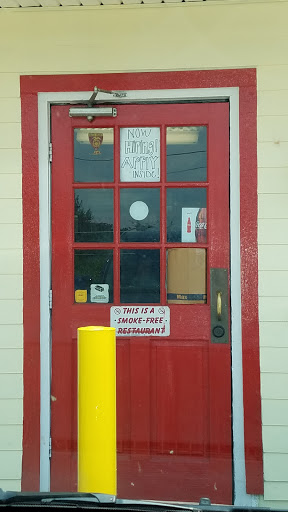 NOW
HIRING!
APPLY
INSIDE!
THIS IS A
SMOKE-FREE
RESTAURANT